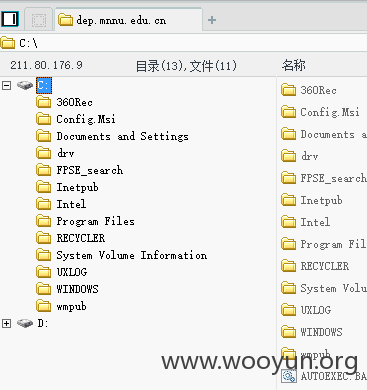 dep.mnnu.edu.cn
C:\
211.80.176.9 目录(13),文件(11) 名称
C:
360Rec
Config.Msi
Documents and Settings
drv
FPSE_search
Inetpub
Intel
Program Files
RECYCLER
System Volume Information
UXLOG
WINDOWS
wmpub
D:
360Rec
Config.Msi
Documents a
drv
FPSE_search
Inetpub
Intel
Program Fil
RECYCLER
System Volu
UXLOG
WINDOWS
wmpub
AUTOEXEC.BA
www.wooyun.org